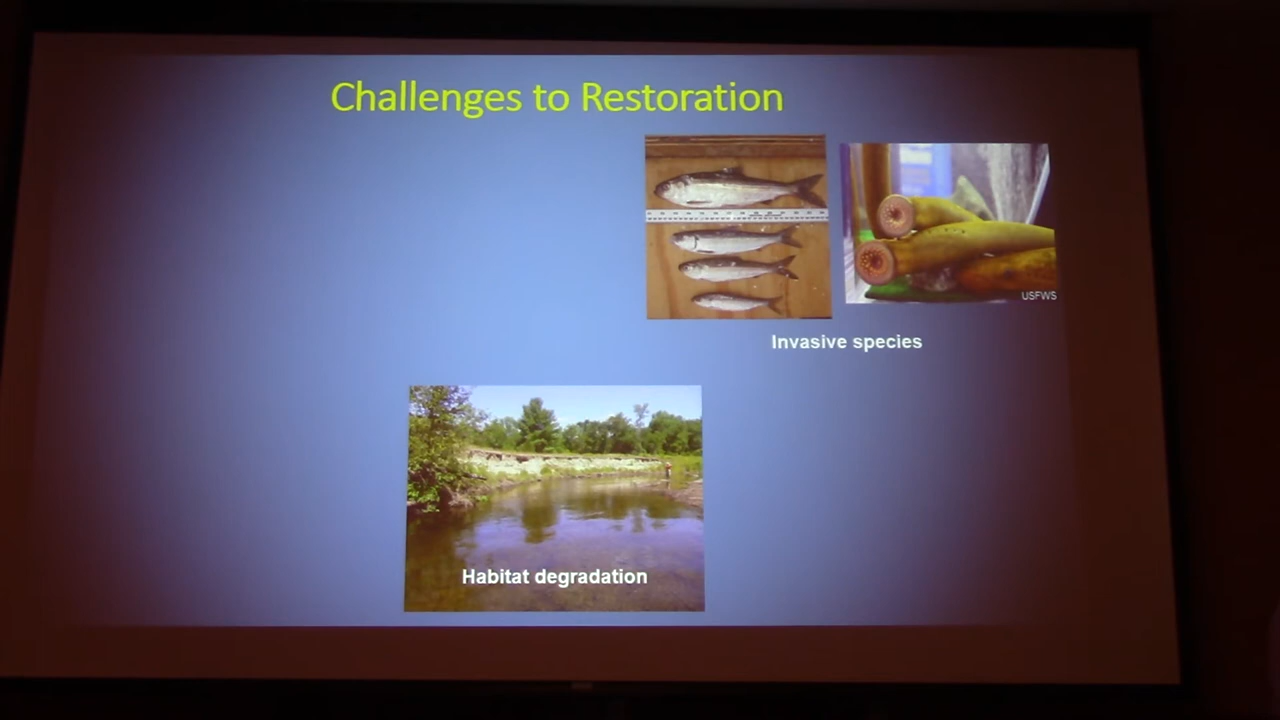 Challenges to Restoration
USFWS
Invasive species
Habitat degradation